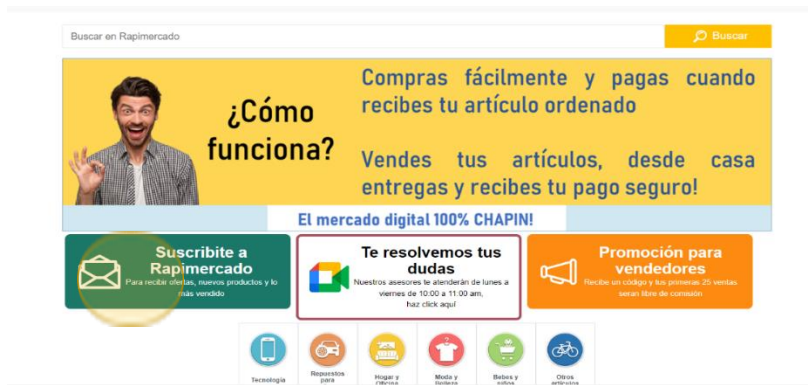 Buscar en Rapimercado
Buscar
¿Cómo
funciona?
Compras fácilmente y pagas cuando
recibes tu artículo ordenado
Vendes tus artículos, desde casa
entregas y recibes tu pago seguro!
El mercado digital 100% CHAPIN!
Suscribite a
Rapimercado
Para recibir ofertas, nuevos productos y lo
más vendido
Te resolvemos tus
dudas
Nuestros asesores te atenderán de lunes a
viernes de 10:00 a 11:00 am,
haz click aquí
Promoción para
vendedores
Recibe un código y tus primeras 25 ventas
seran libre de comisión
Tecnología
Repuestos
para
Hogar y
Oficina
Moda y
Belleza
Bebes y
niños
Otros
artículos